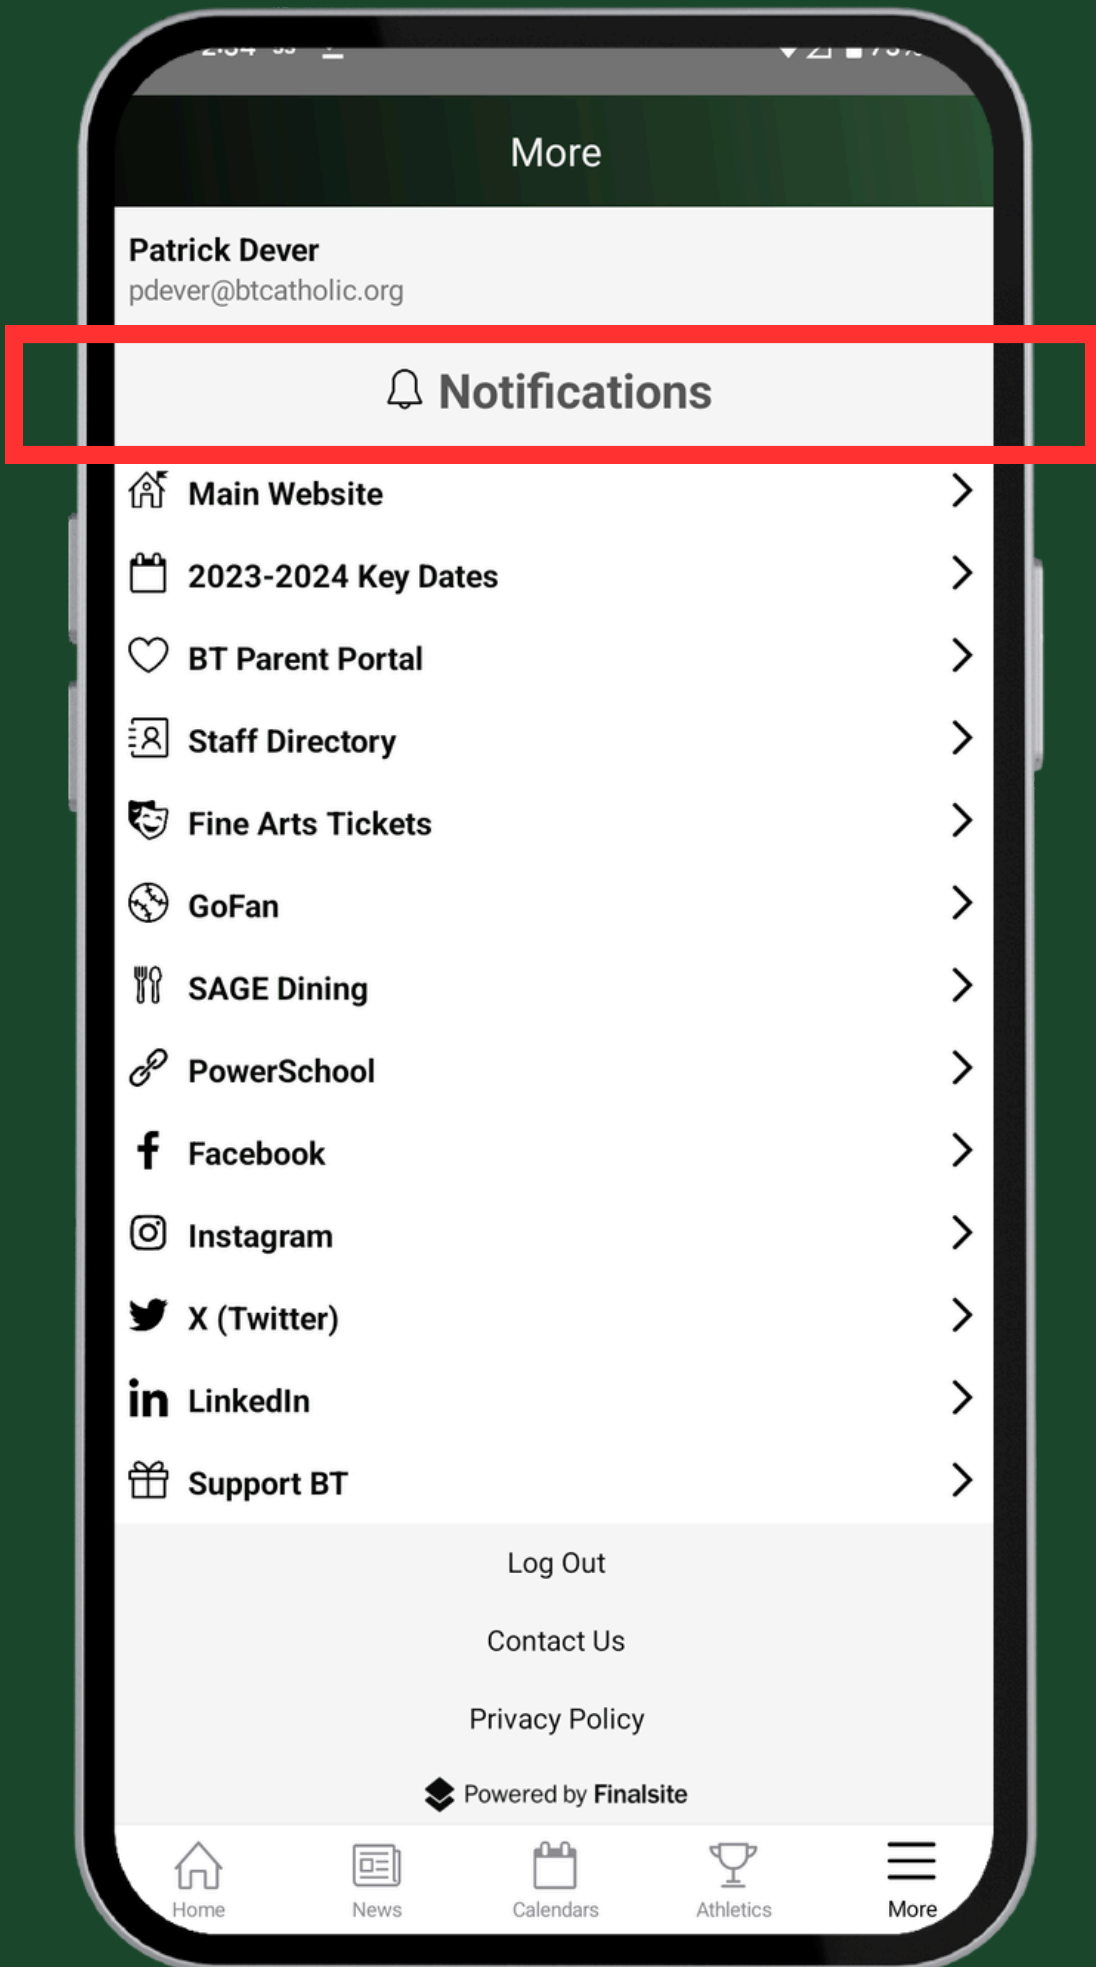 More
Patrick Dever
pdever@btcatholic.org
Notifications
Main Website
2023-2024 Key Dates
BT Parent Portal
Staff Directory
Fine Arts Tickets
GoFan
SAGE Dining
PowerSchool
Facebook
Instagram
X (Twitter)
in LinkedIn
Support BT
Log Out
Contact Us
Privacy Policy
Powered by Finalsite
Home News Calendars Athletics More